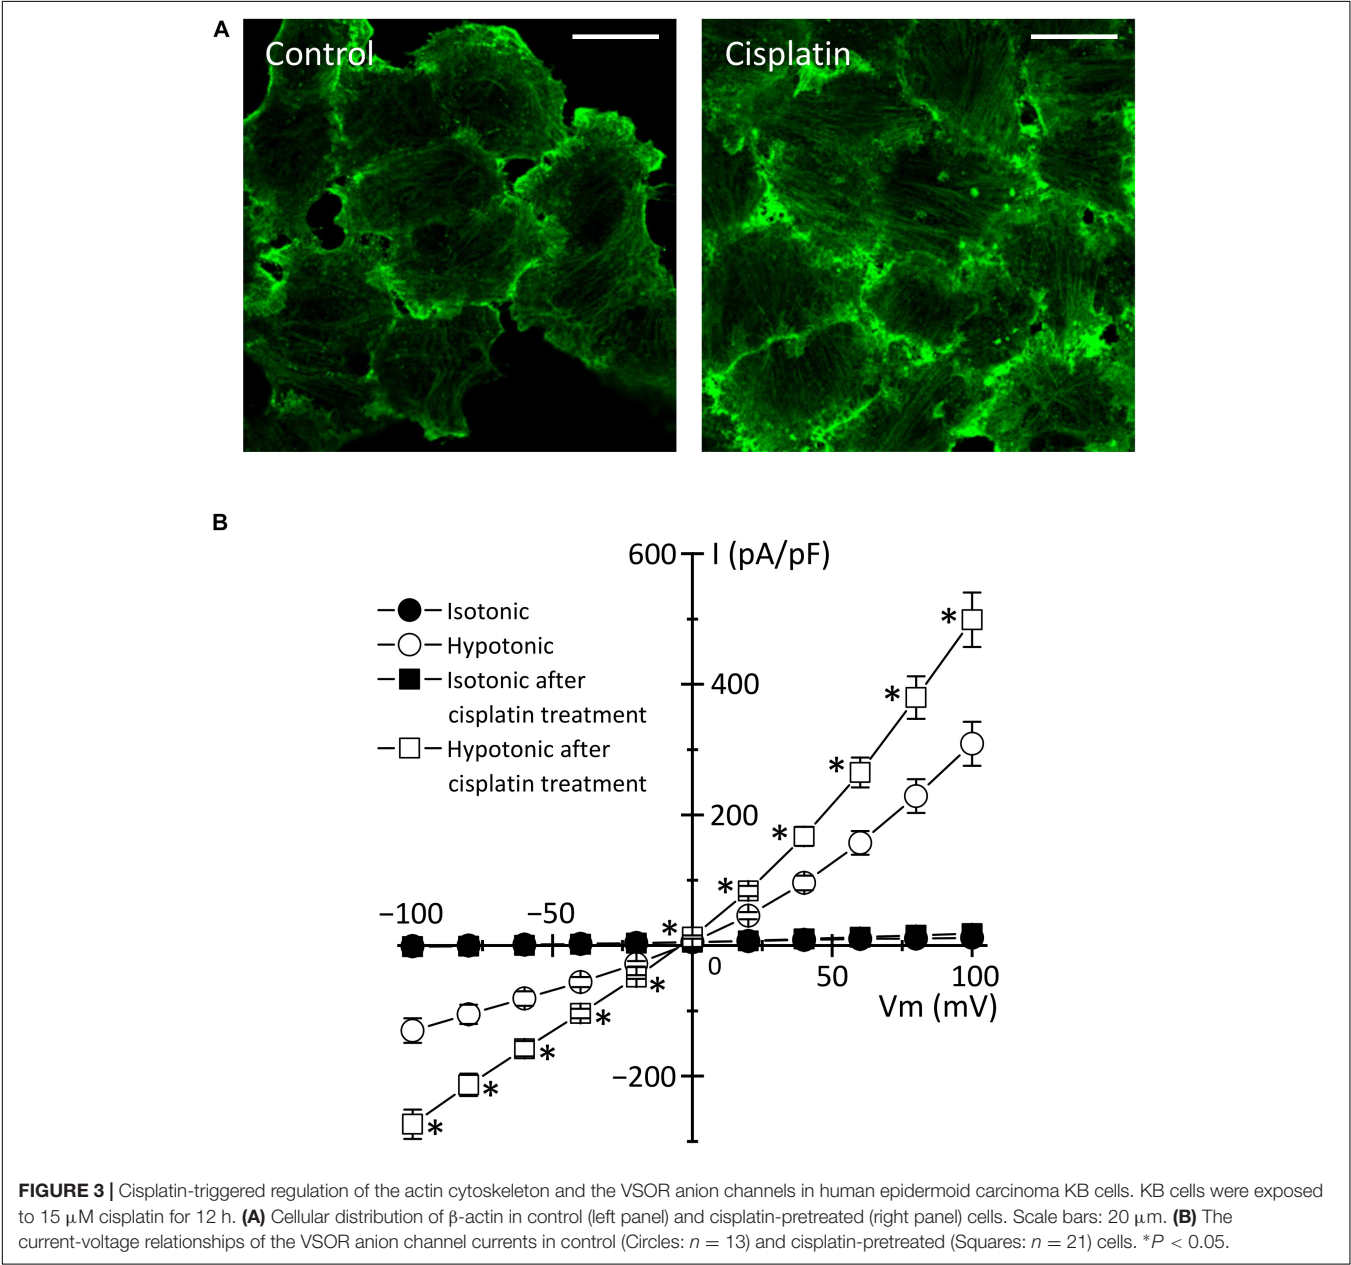 A
Control
Cisplatin
B
600
I (pA/pF)
Isotonic
Hypotonic
Isotonic after
cisplatin treatment
Hypotonic after
cisplatin treatment
*
*
400
*
*
200
*
*
−100
−50
0
50
100
Vm (mV)
*
*
*
*
*
−200
FIGURE 3 | Cisplatin-triggered regulation of the actin cytoskeleton and the VSOR anion channels in human epidermoid carcinoma KB cells. KB cells were exposed
to 15 μM cisplatin for 12 h. (A) Cellular distribution of β-actin in control (left panel) and cisplatin-pretreated (right panel) cells. Scale bars: 20 μm. (B) The
current-voltage relationships of the VSOR anion channel currents in control (Circles: n = 13) and cisplatin-pretreated (Squares: n = 21) cells. *P < 0.05.